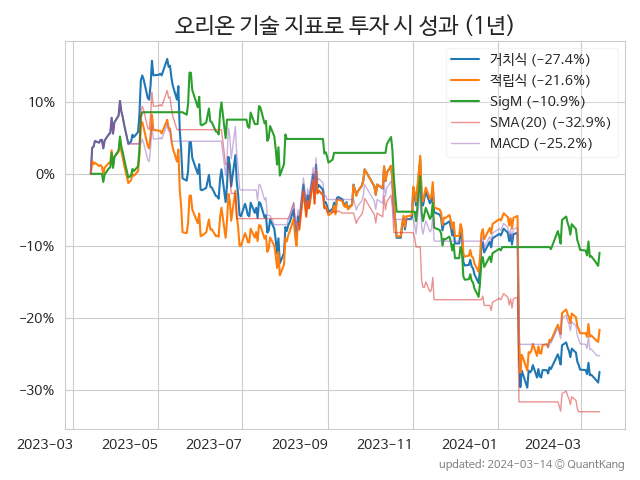 오리온 기술 지표로 투자 시 성과 (1년)
거치식 (−27.4%)
적립식 (−21.6%)
SigM (−10.9%)
SMA(20) (−32.9%)
MACD (−25.2%)
10%
0%
−10%
−20%
−30%
2023-03 2023-05 2023-07 2023-09 2023-11 2024-01 2024-03
updated: 2024-03-14 © QuantKang